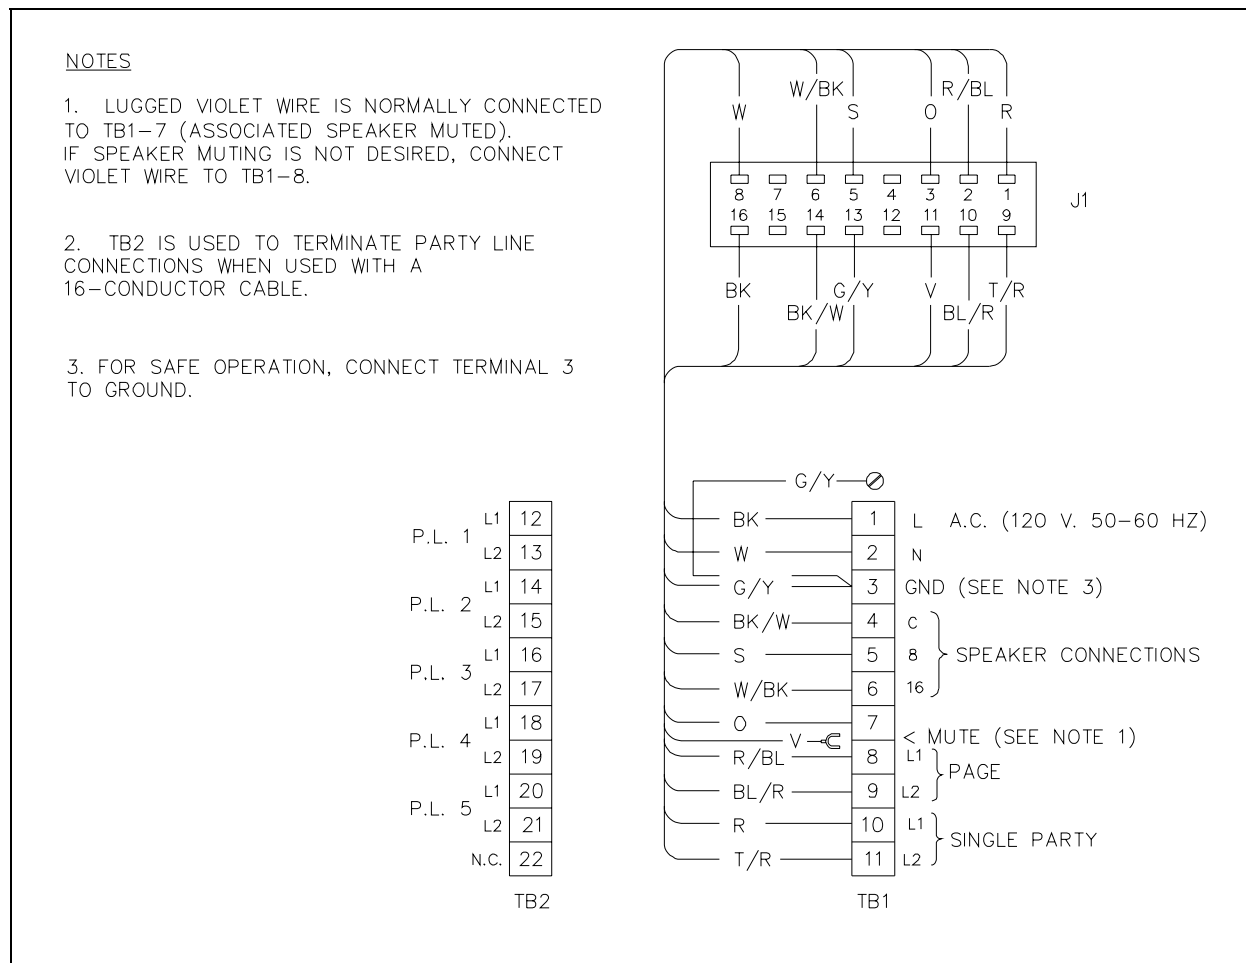 NOTES
1. LUGGED VIOLET WIRE IS NORMALLY CONNECTED
TO TB1-7 (ASSOCIATED SPEAKER MUTED).
IF SPEAKER MUTING IS NOT DESIRED, CONNECT
VIOLET WIRE TO TB1-8.
2. TB2 IS USED TO TERMINATE PARTY LINE
CONNECTIONS WHEN USED WITH A
16-CONDUCTOR CABLE.
3. FOR SAFE OPERATION, CONNECT TERMINAL 3
TO GROUND.
W W/BK S O R/BL R
8 7 6 5 4 3 2 1
16 15 14 13 12 11 10 9
J1
BK BK/W G/Y V BL/R T/R
P.L. 1
L1 12
L2 13
P.L. 2
L1 14
L2 15
P.L. 3
L1 16
L2 17
P.L. 4
L1 18
L2 19
P.L. 5
L1 20
L2 21
N.C. 22
TB2
G/Y
BK 1 L A.C. (120 V. 50-60 HZ)
W 2 N
G/Y 3 GND (SEE NOTE 3)
BK/W 4 C
S 5 8 SPEAKER CONNECTIONS
W/BK 6 16
O 7
V < MUTE (SEE NOTE 1)
R/BL 8 L1
PAGE
BL/R 9 L2
R 10 L1
SINGLE PARTY
T/R 11 L2
TB1